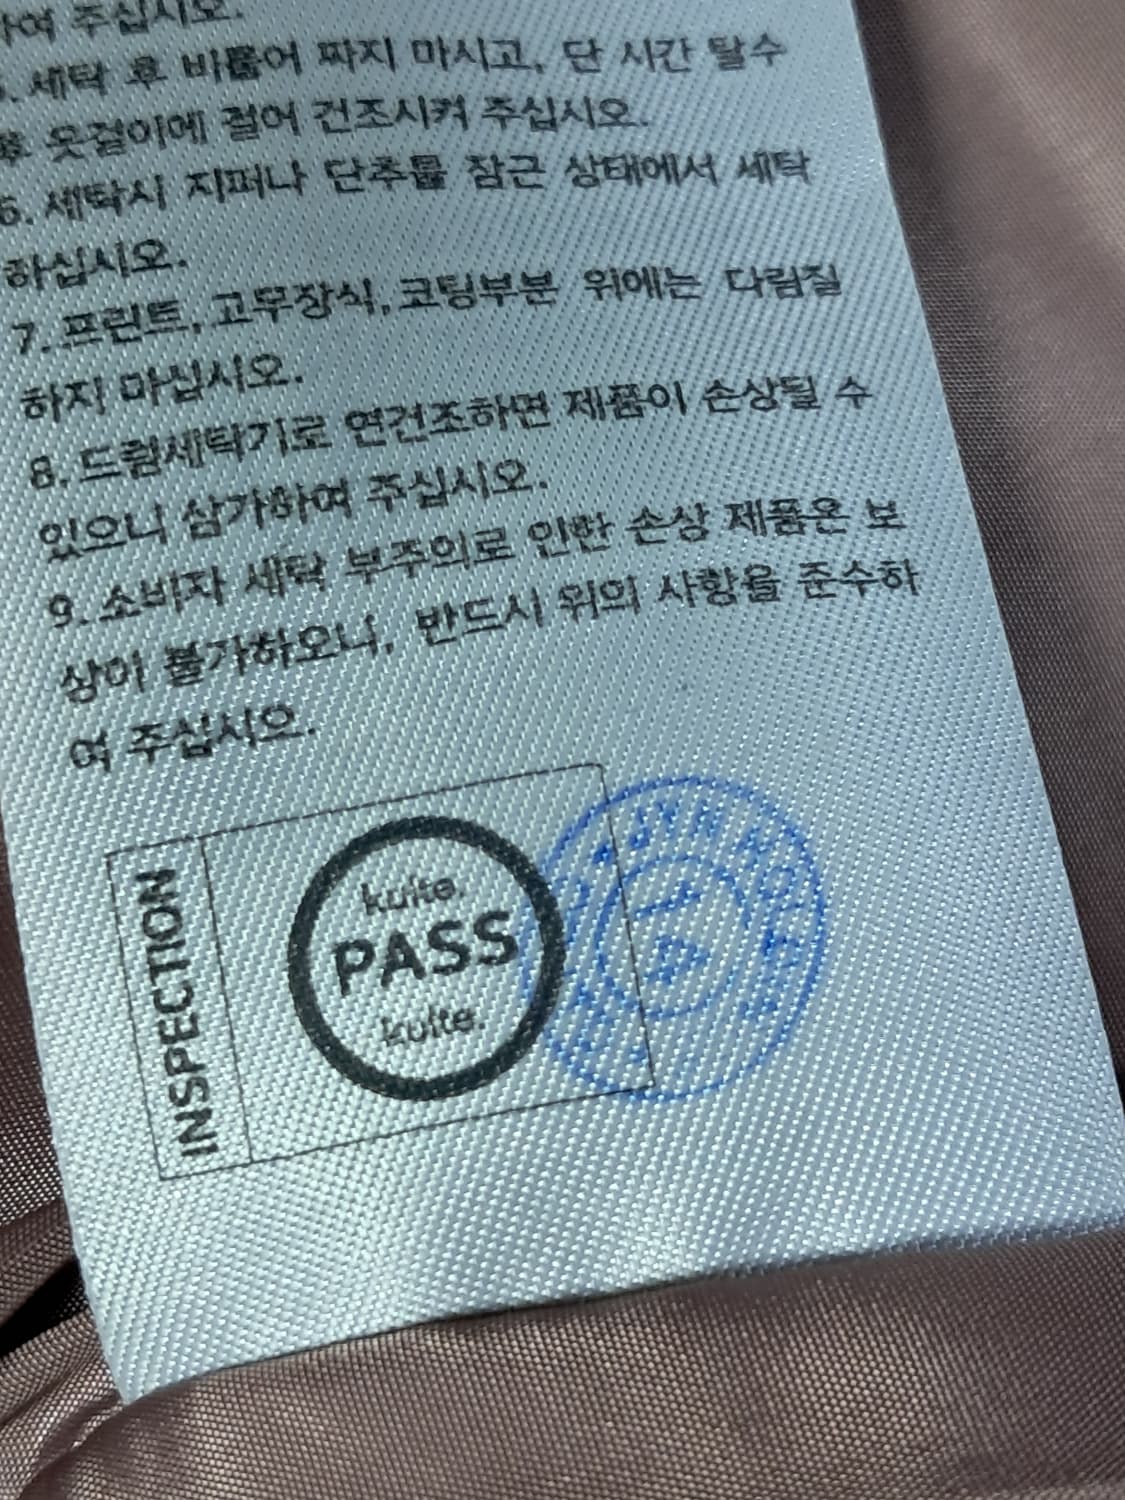 하여 주십시오.
5. 세탁 후 비틀어 짜지 마시고, 단 시간 탈수
후 옷걸이에 걸어 건조시켜 주십시오.
6. 세탁시 지퍼나 단추를 잠근 상태에서 세탁
하십시오.
7. 프린트, 고무장식, 코팅부분 위에는 다림질
하지 마십시오.
8. 드럼세탁기로 연건조하면 제품이 손상될 수
있으니 삼가하여 주십시오.
9. 소비자 세탁 부주의로 인한 손상 제품은 보
상이 불가하오니, 반드시 위의 사항을 준수하
여 주십시오.
INSPECTION
kuite.
PASS
kuite.